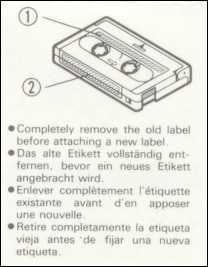 ①
②
● Completely remove the old label
before attaching a new label.
● Das alte Etikett vollständig ent-
fernen, bevor ein neues Etikett
angebracht wird.
● Enlever complètement l'étiquette
existante avant d'en apposer
une nouvelle.
● Retire completamente la etiqueta
vieja antes de fijar una nueva
etiqueta.